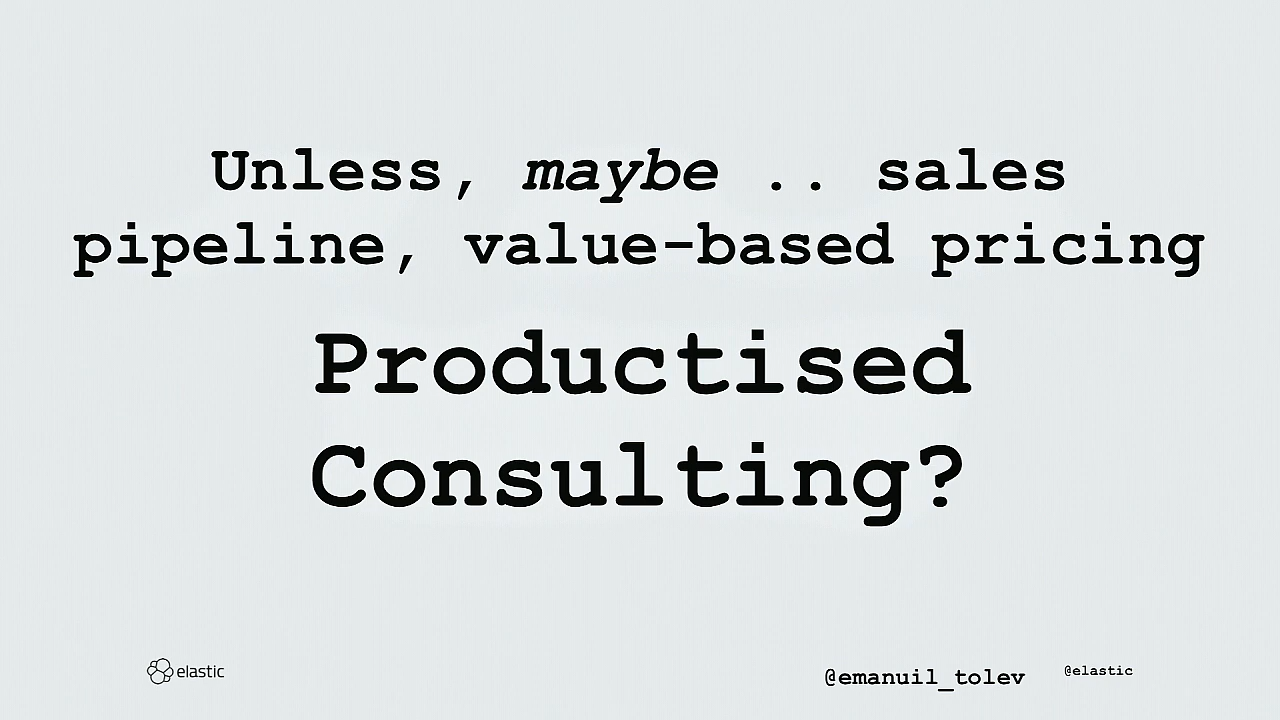 Unless, maybe .. sales
pipeline, value-based pricing
Productised
Consulting?
elastic
@emanuil_tolev
@elastic